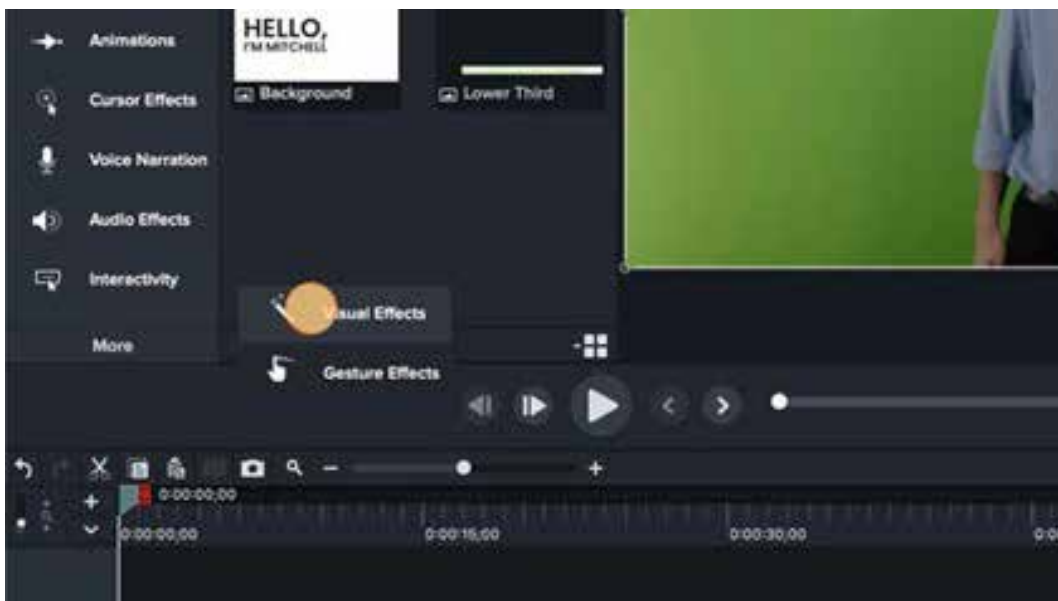 Animations
HELLO,
I'M MITCHELL
Cursor Effects
Background
Lower Third
Voice Narration
Audio Effects
Interactivity
Visual Effects
More
Gesture Effects
0:00:00;00
0:00:00;00
0:00:15;00
0:00:30;00